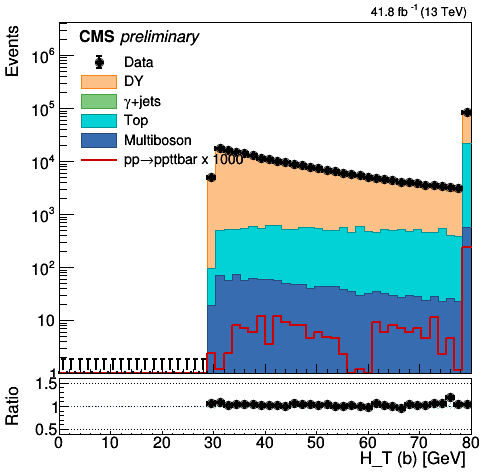 41.8 fb⁻¹ (13 TeV)
CMS preliminary
Data
DY
γ+jets
Top
Multiboson
pp→ppttbar x 1000
Events
10⁶
10⁵
10⁴
10³
10²
10
1
1.5
1
0.5
Ratio
0 10 20 30 40 50 60 70 80
H_T (b) [GeV]